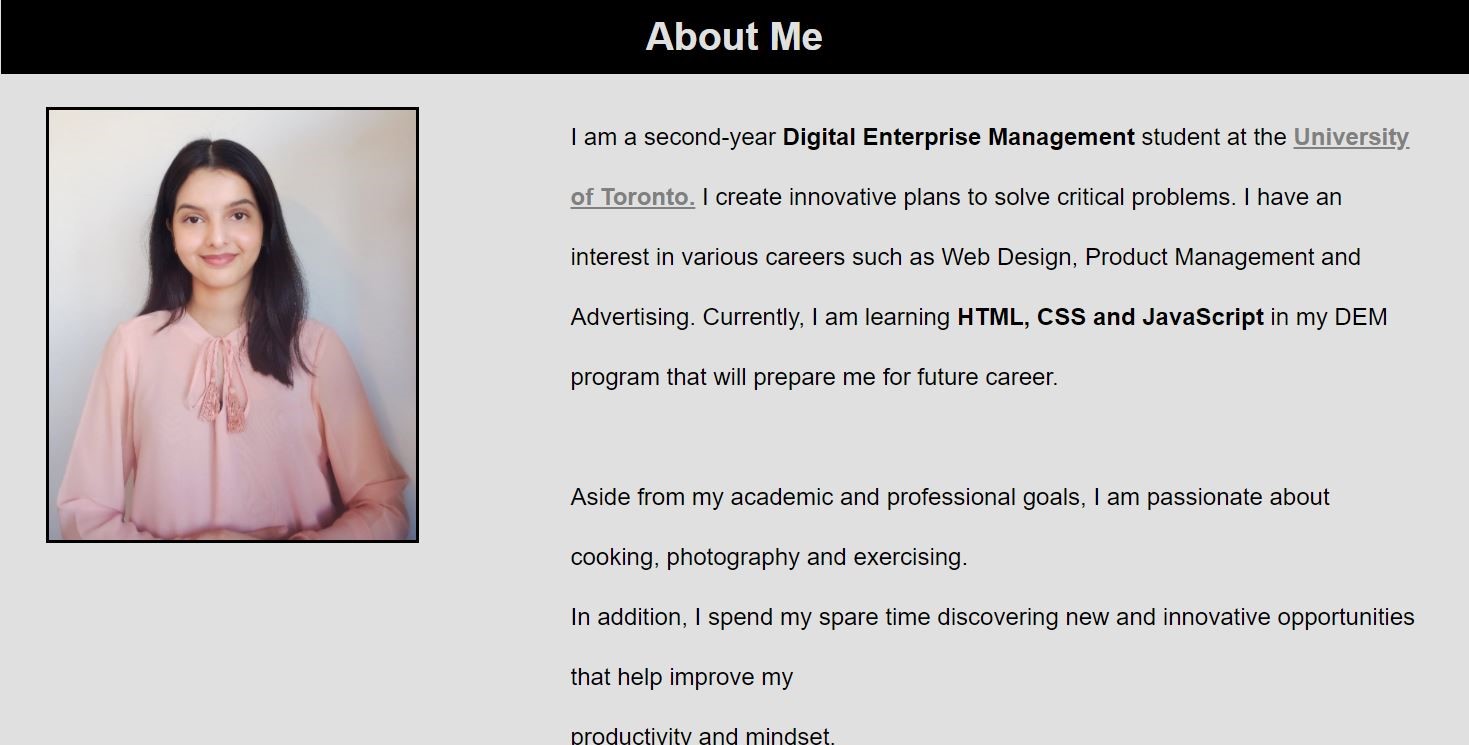 About Me
I am a second-year Digital Enterprise Management student at the University
of Toronto. I create innovative plans to solve critical problems. I have an
interest in various careers such as Web Design, Product Management and
Advertising. Currently, I am learning HTML, CSS and JavaScript in my DEM
program that will prepare me for future career.
Aside from my academic and professional goals, I am passionate about
cooking, photography and exercising.
In addition, I spend my spare time discovering new and innovative opportunities
that help improve my
productivity and mindset.